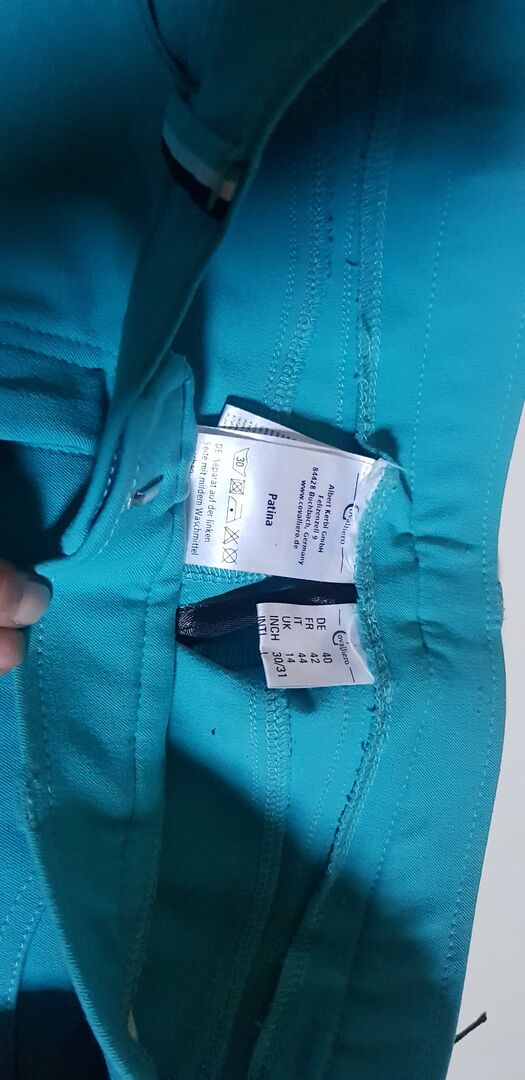 Covalliero
Albert Kerbl GmbH
Felizenzell 9
84428 Buchbach, Germany
www.covalliero.de
Patina
30
DE separat auf der linken
Seite mit mildem Waschmittel
Covalliero
DE 40
FR 42
IT 44
UK 14
INCH 30/31
INTL L